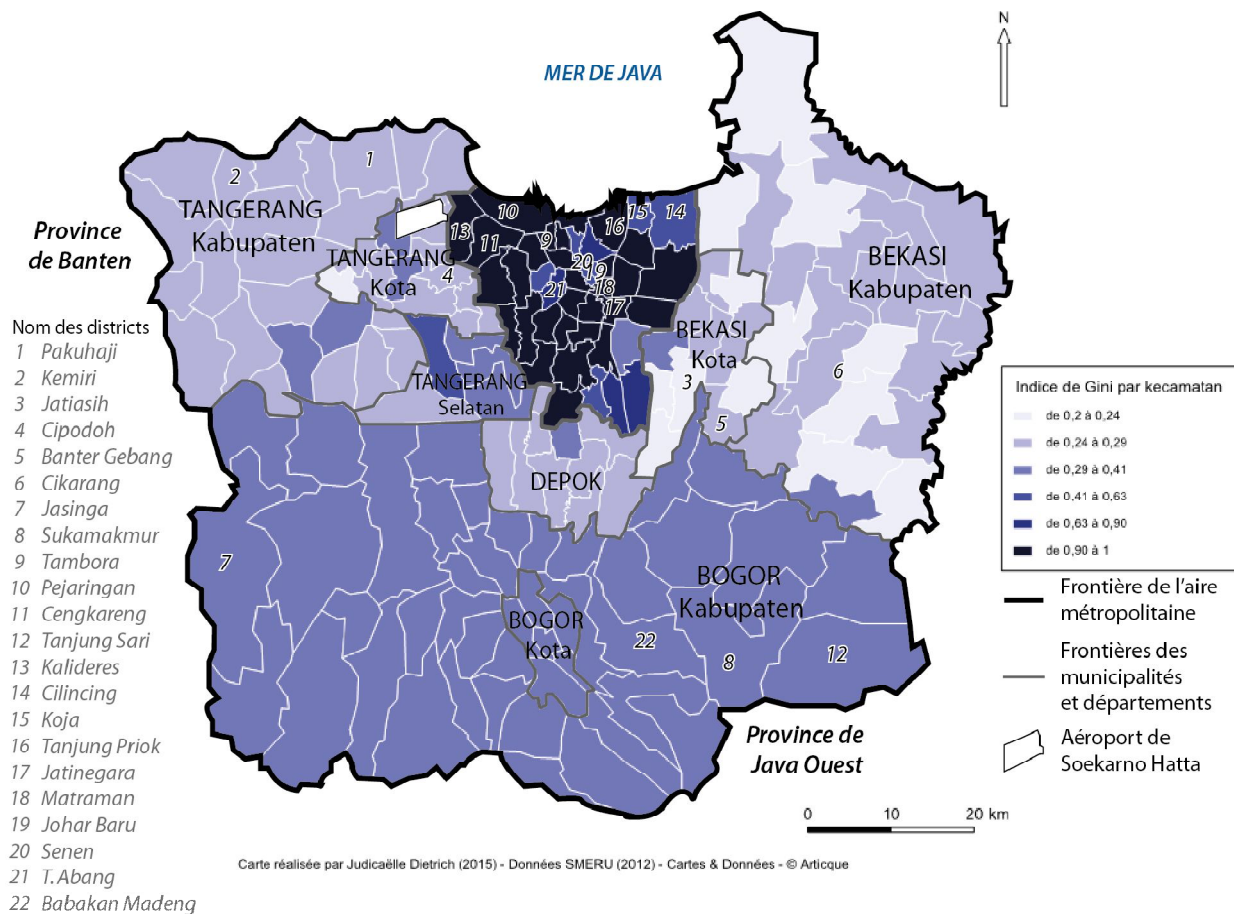 N
MER DE JAVA
1
2
TANGERANG
Kabupaten
Province
de Banten
10
16
15
14
13
11
9
TANGERANG
Kota
4
20
19
21
18
17
BEKASI
Kabupaten
BEKASI
Kota
3
6
5
TANGERANG
Selatan
DEPOK
7
BOGOR
Kabupaten
BOGOR
Kota
22
8
12
Province de
Java Ouest
Nom des districts
1 Pakuhaji
2 Kemiri
3 Jatiasih
4 Cipodoh
5 Banter Gebang
6 Cikarang
7 Jasinga
8 Sukamakmur
9 Tambora
10 Pejaringan
11 Cengkareng
12 Tanjung Sari
13 Kalideres
14 Cilincing
15 Koja
16 Tanjung Priok
17 Jatinegara
18 Matraman
19 Johar Baru
20 Senen
21 T.Abang
22 Babakan Madeng
Indice de Gini par kecamatan
de 0,2 à 0,24
de 0,24 à 0,29
de 0,29 à 0,41
de 0,41 à 0,63
de 0,63 à 0,90
de 0,90 à 1
Frontière de l'aire
métropolitaine
Frontières des
municipalités
et départements
Aéroport de
Soekarno Hatta
0 10 20 km
Carte réalisée par Judicaëlle Dietrich (2015) - Données SMERU (2012) - Cartes & Données - © Articque